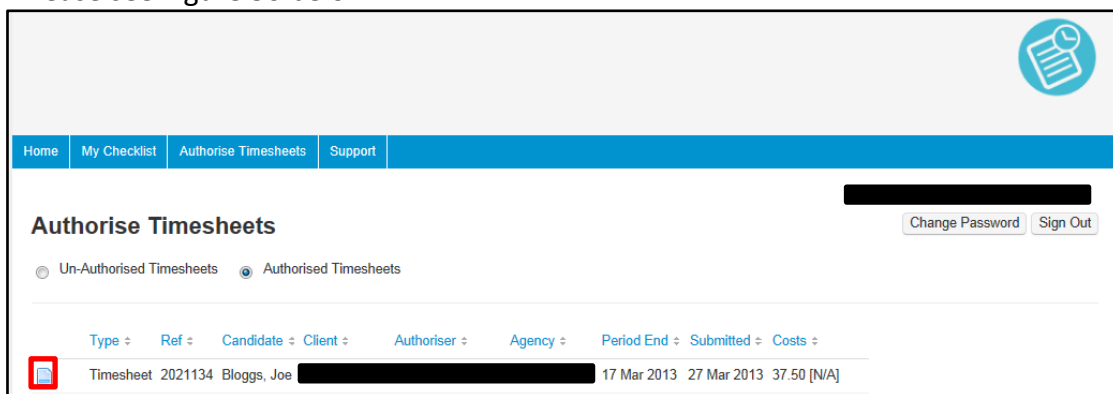 Home My Checklist Authorise Timesheets Support
Authorise Timesheets
Change Password Sign Out
Un-Authorised Timesheets Authorised Timesheets
Type Ref Candidate Client Authoriser Agency Period End Submitted Costs
Timesheet 2021134 Bloggs, Joe 17 Mar 2013 27 Mar 2013 37.50 [N/A]